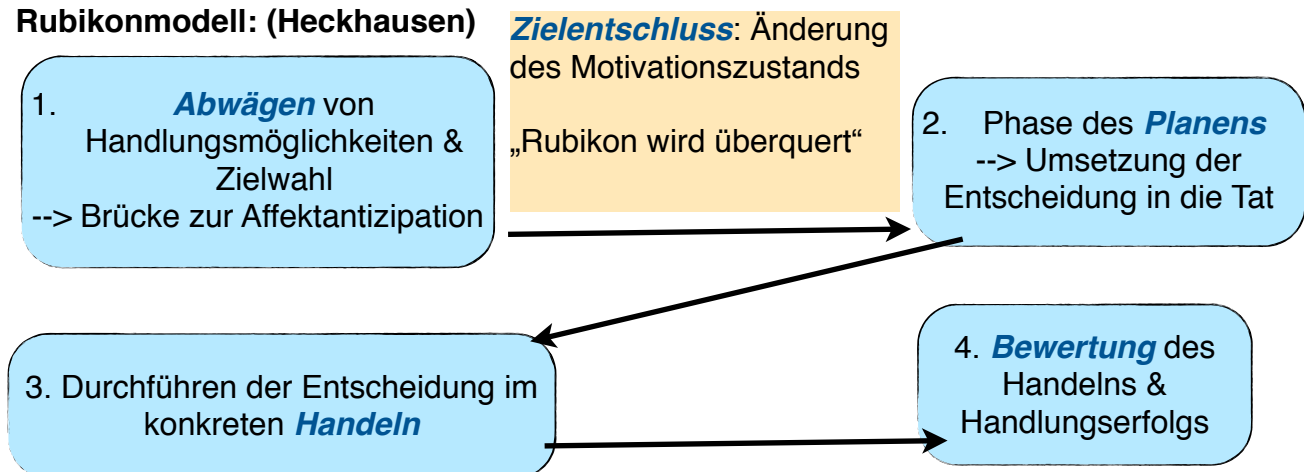 Rubikonmodell: (Heckhausen)
1. Abwägen von
Handlungsmöglichkeiten &
Zielwahl
--> Brücke zur Affektantizipation
Zielentschluss: Änderung
des Motivationszustands
„Rubikon wird überquert“
2. Phase des Planens
--> Umsetzung der
Entscheidung in die Tat
3. Durchführen der Entscheidung im
konkreten Handeln
4. Bewertung des
Handelns &
Handlungserfolgs